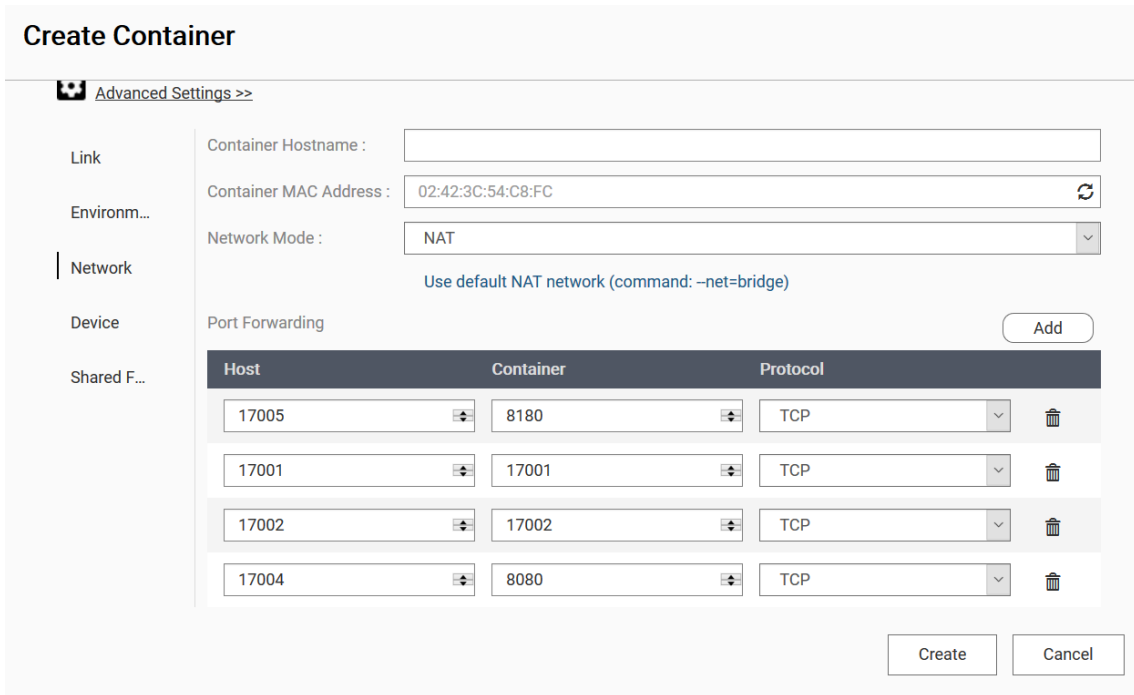 Create Container
Advanced Settings >>
Link
Environm...
Network
Device
Shared F...
Container Hostname :
Container MAC Address : 02:42:3C:54:C8:FC
Network Mode : NAT
Use default NAT network (command: --net=bridge)
Port Forwarding Add
Host Container Protocol
17005 8180 TCP
17001 17001 TCP
17002 17002 TCP
17004 8080 TCP
Create Cancel